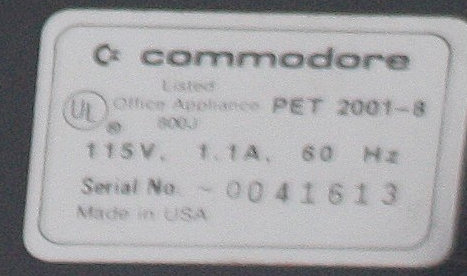 commodore
Listed
UL Office Appliance PET 2001-8
® 800J
115V. 1.1A. 60 Hz
Serial No. ~0041613
Made in USA